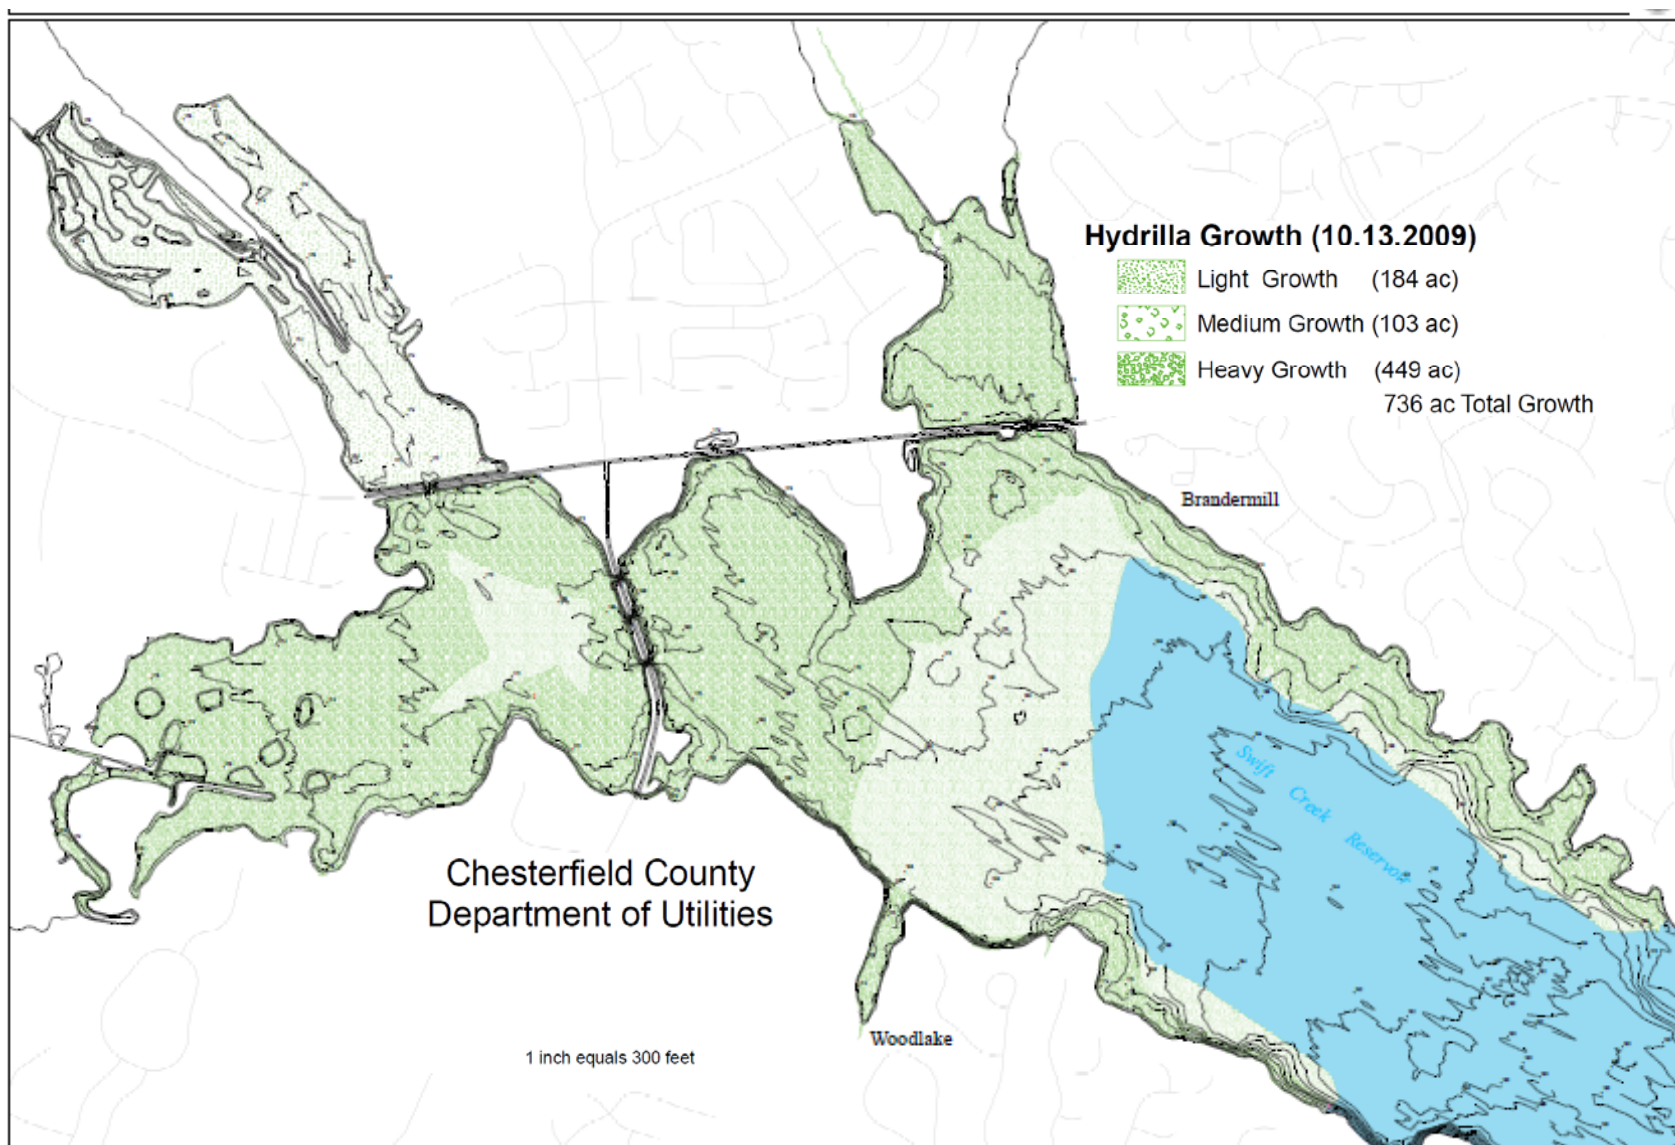 Hydrilla Growth (10.13.2009)
Light Growth (184 ac)
Medium Growth (103 ac)
Heavy Growth (449 ac)
736 ac Total Growth
Brandermill
Swift Creek Reservoir
Chesterfield County
Department of Utilities
Woodlake
1 inch equals 300 feet